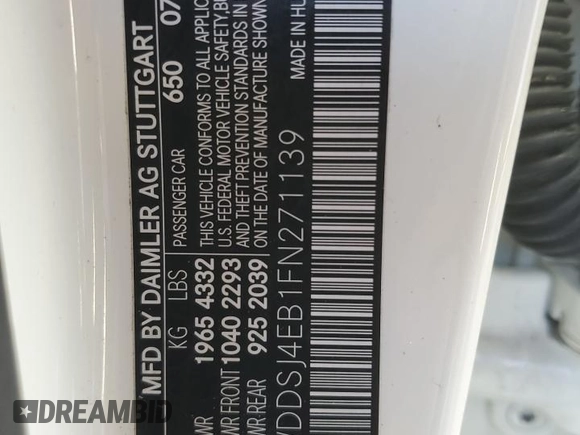 MFD BY DAIMLER AG STUTTGART
650 07
KG LBS PASSENGER CAR
1965 4332 THIS VEHICLE CONFORMS TO ALL APPLIC
FRONT 1040 2293 U.S. FEDERAL MOTOR VEHICLE SAFETY,
REAR 925 2039 AND THEFT PREVENTION STANDARDS IN
ON DATE OF MANUFACTURE SHOWN
MADE IN HU
DDSJ4EB1FN271139
DREAMBID